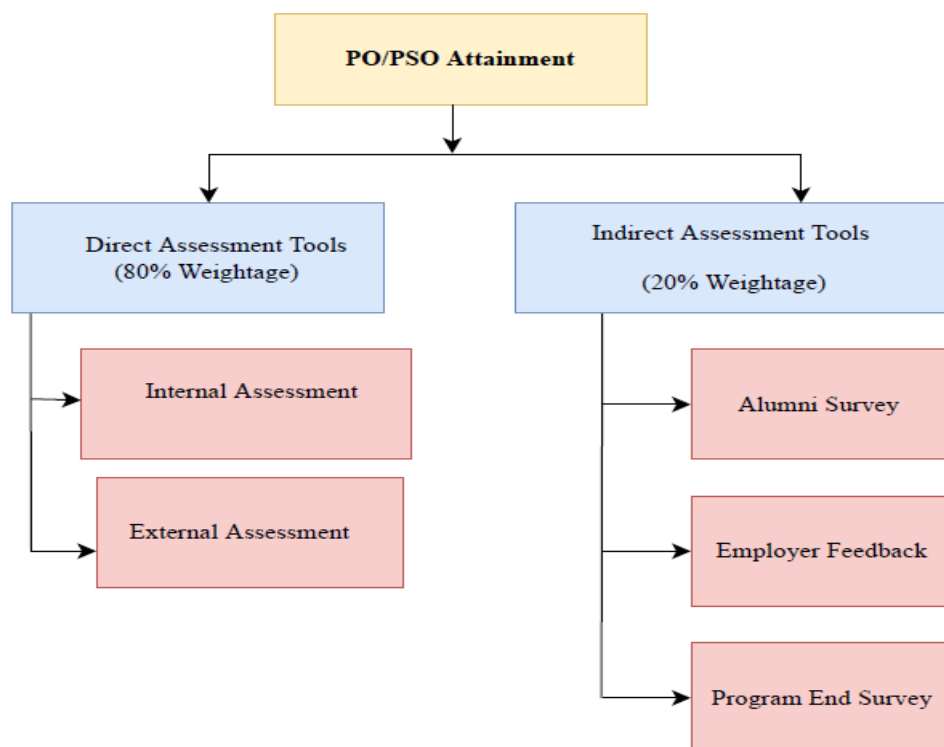 PO/PSO Attainment
Direct Assessment Tools
(80% Weightage)
Internal Assessment
External Assessment
Indirect Assessment Tools
(20% Weightage)
Alumni Survey
Employer Feedback
Program End Survey